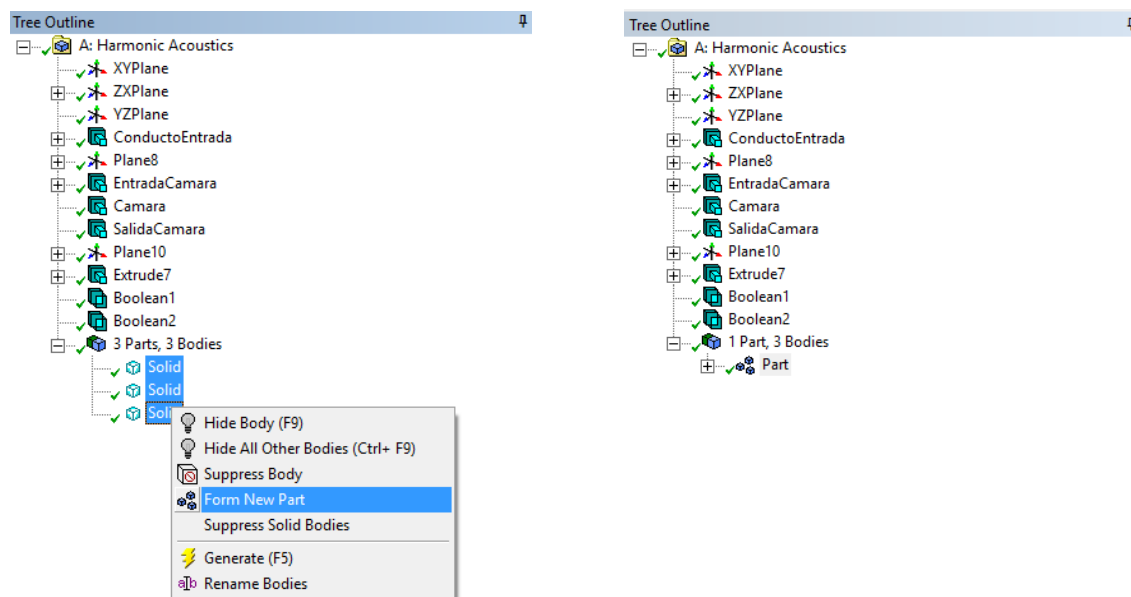 Tree Outline
A: Harmonic Acoustics
XYPlane
ZXPlane
YZPlane
ConductoEntrada
Plane8
EntradaCamara
Camara
SalidaCamara
Plane10
Extrude7
Boolean1
Boolean2
3 Parts, 3 Bodies
Solid
Solid
Soli
Hide Body (F9)
Hide All Other Bodies (Ctrl+ F9)
Suppress Body
Form New Part
Suppress Solid Bodies
Generate (F5)
Rename Bodies
Tree Outline
A: Harmonic Acoustics
XYPlane
ZXPlane
YZPlane
ConductoEntrada
Plane8
EntradaCamara
Camara
SalidaCamara
Plane10
Extrude7
Boolean1
Boolean2
1 Part, 3 Bodies
Part